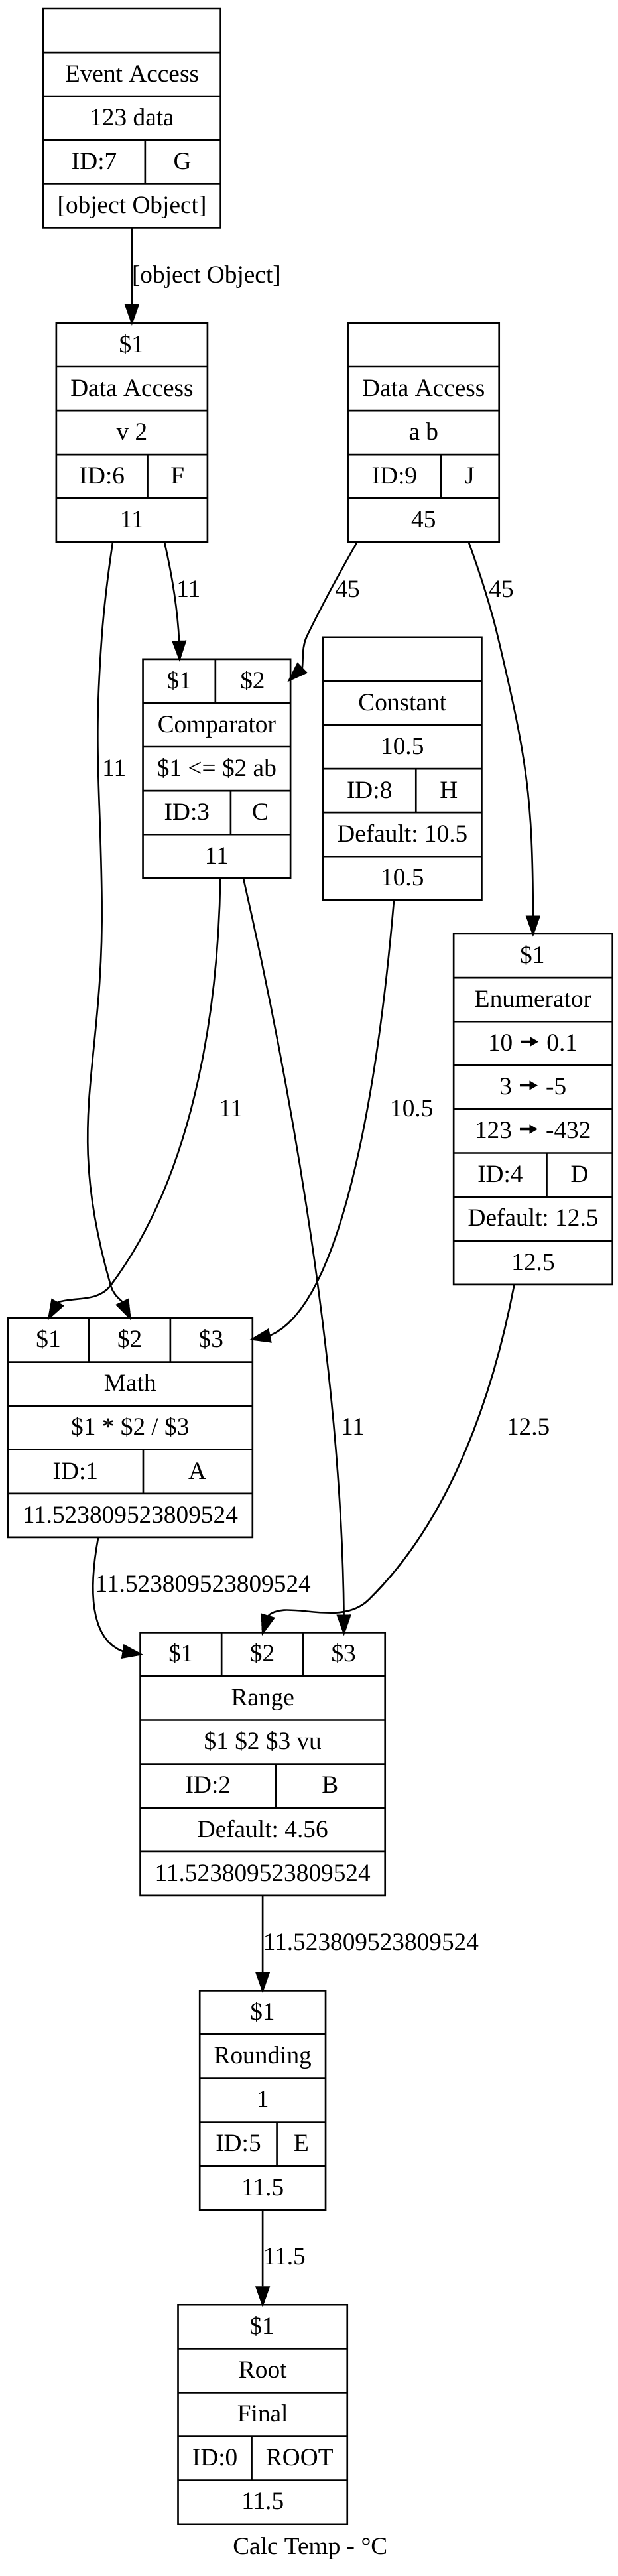 Event Access
123 data
ID:7 G
[object Object]
[object Object]
$1
Data Access
v 2
ID:6 F
11
Data Access
a b
ID:9 J
45
11
45
45
11
$1 $2
Comparator
$1 <= $2 ab
ID:3 C
11
Constant
10.5
ID:8 H
Default: 10.5
10.5
$1
Enumerator
10 → 0.1
3 → -5
123 → -432
ID:4 D
Default: 12.5
12.5
11
10.5
$1 $2 $3
Math
$1 * $2 / $3
ID:1 A
11.523809523809524
11
12.5
11.523809523809524
$1 $2 $3
Range
$1 $2 $3 vu
ID:2 B
Default: 4.56
11.523809523809524
11.523809523809524
$1
Rounding
1
ID:5 E
11.5
11.5
$1
Root
Final
ID:0 ROOT
11.5
Calc Temp - °C